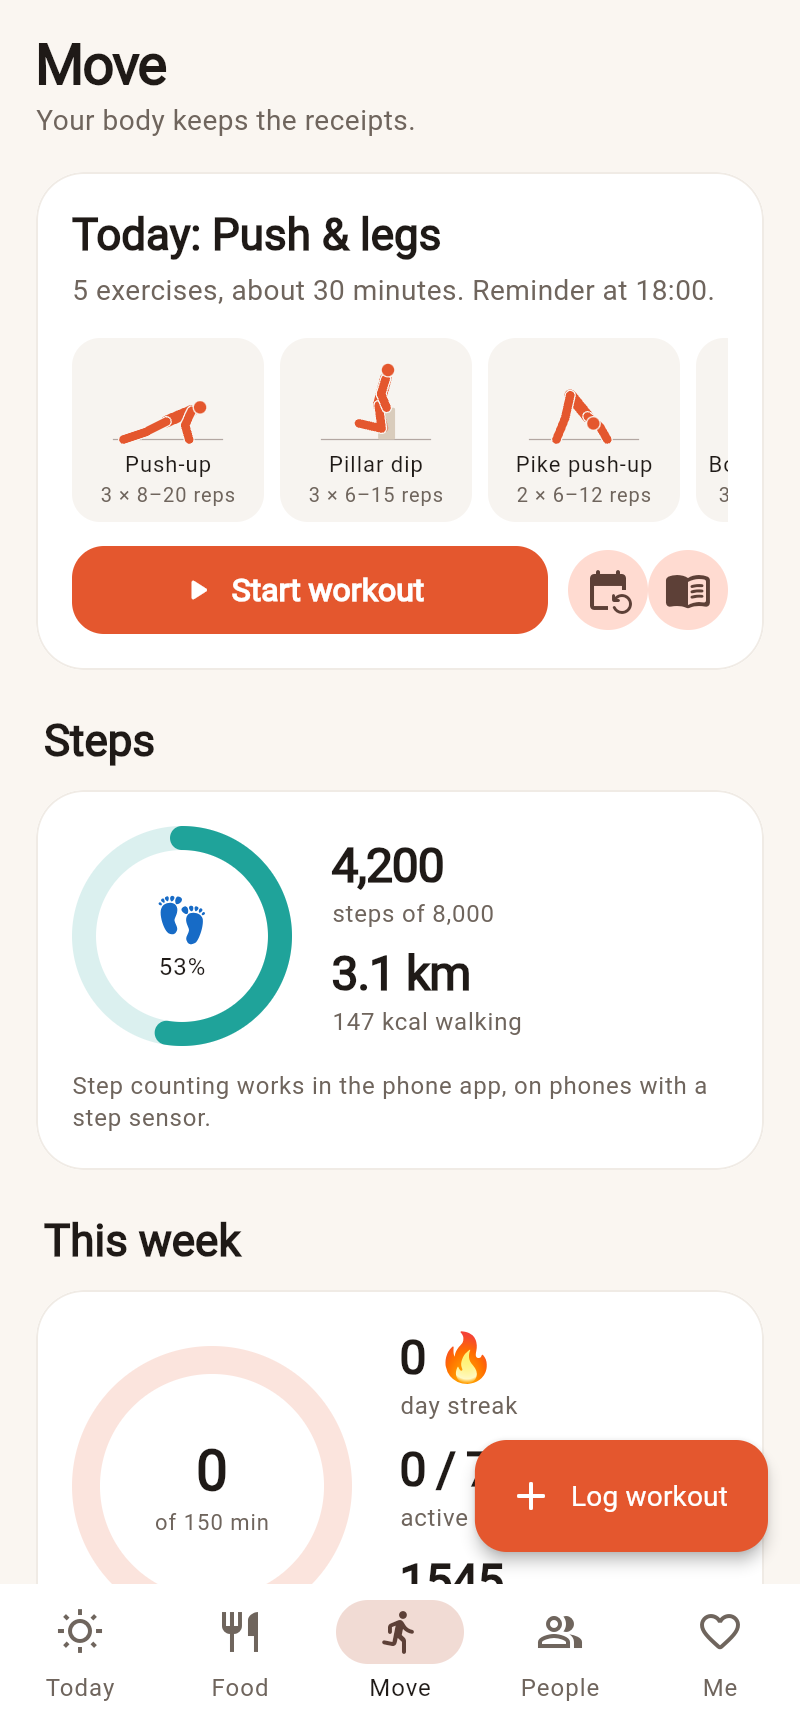 Move
Your body keeps the receipts.
Today: Push & legs
5 exercises, about 30 minutes. Reminder at 18:00.
Push-up
3 × 8–20 reps
Pillar dip
3 × 6–15 reps
Pike push-up
2 × 6–12 reps
3
Start workout
Steps
53%
4,200
steps of 8,000
3.1 km
147 kcal walking
Step counting works in the phone app, on phones with a
step sensor.
This week
0
of 150 min
0 🔥
day streak
0 /
active
1545
Log workout
Today
Food
Move
People
Me